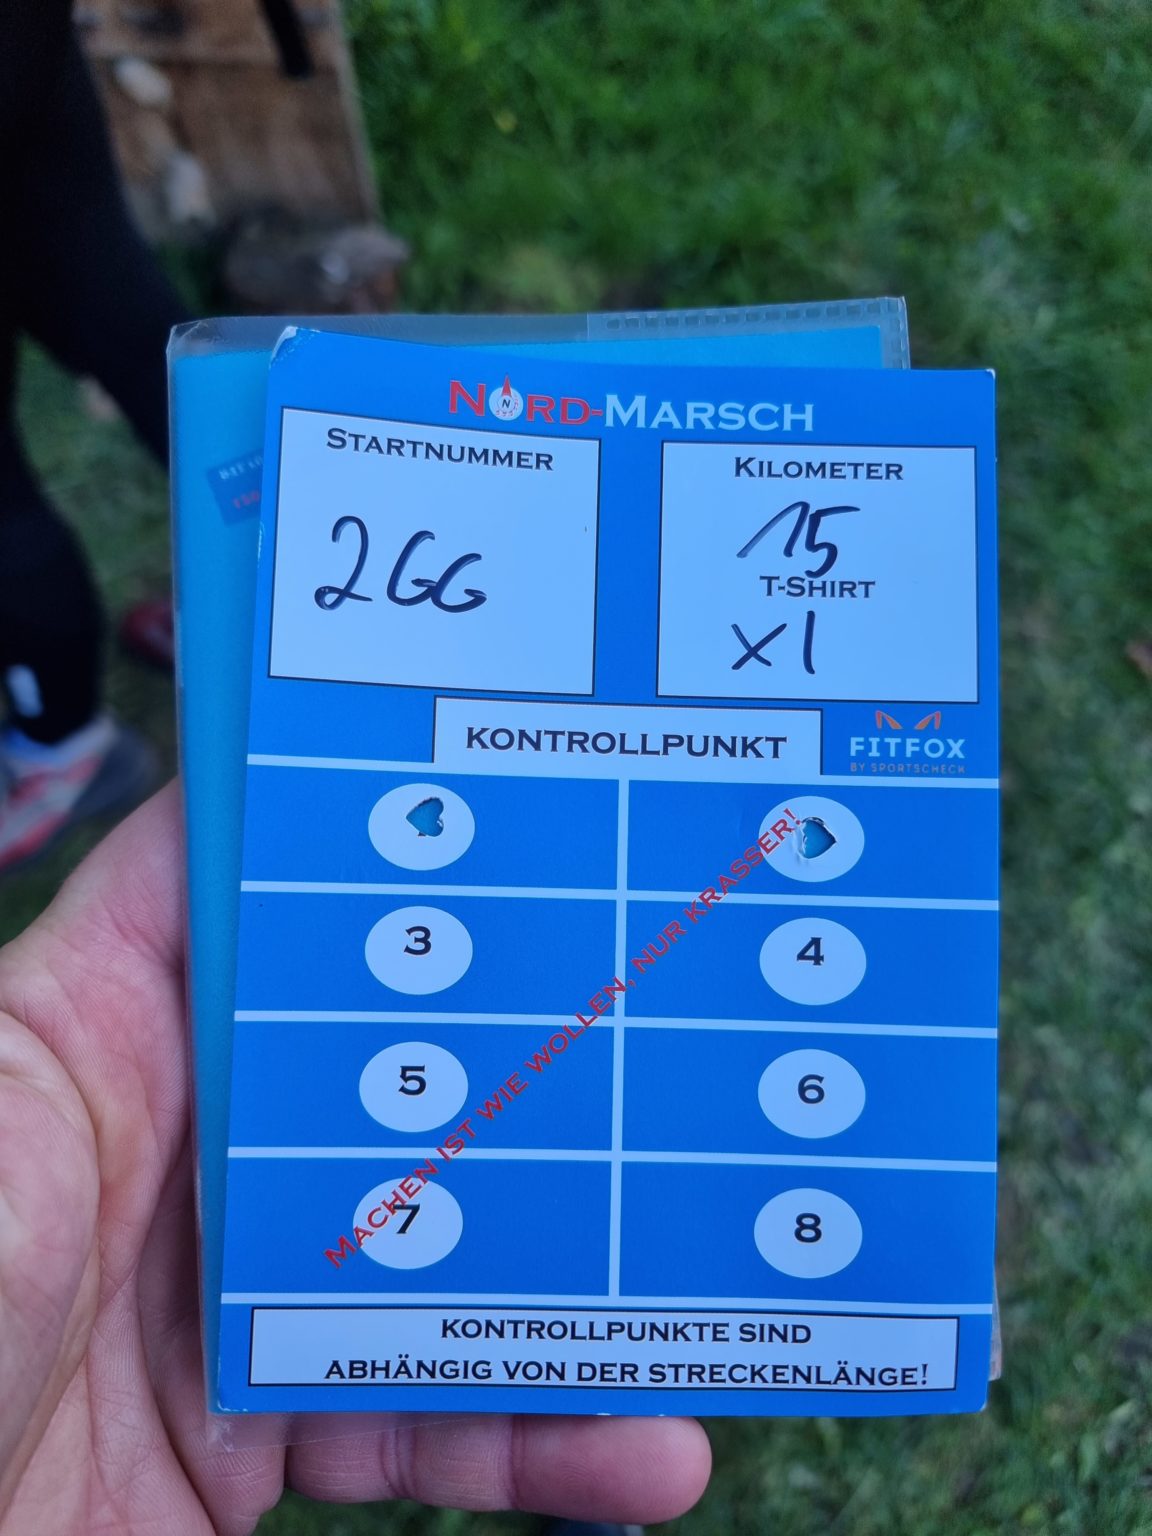 NORD-MARSCH
STARTNUMMER
266
KILOMETER
15
T-SHIRT
x1
KONTROLLPUNKT
FITFOX
BY SPORTSCHECK
3
4
5
6
7
8
MACHEN IST WIE WOLLEN, NUR KRASSER!
KONTROLLPUNKTE SIND
ABHÄNGIG VON DER STRECKENLÄNGE!